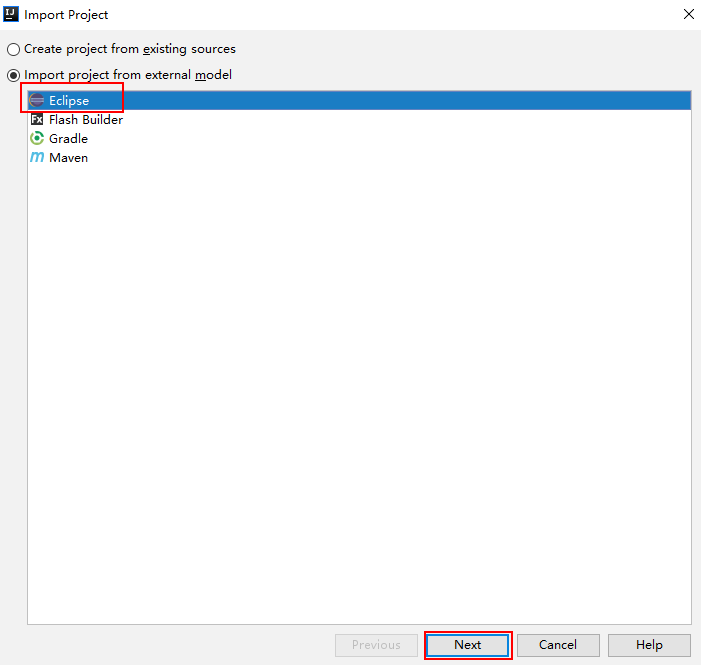 Import Project
Create project from existing sources
Import project from external model
Eclipse
Flash Builder
Gradle
Maven
Previous Next Cancel Help